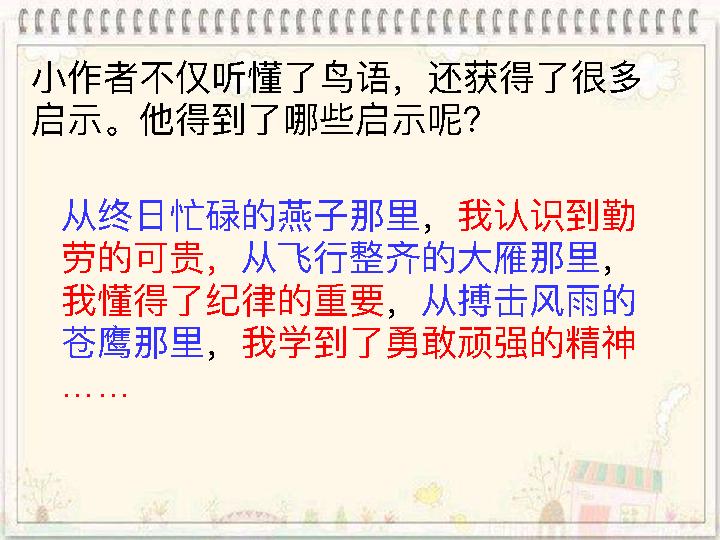 小作者不仅听懂了鸟语，还获得了很多
启示。他得到了哪些启示呢？
从终日忙碌的燕子那里，我认识到勤
劳的可贵，从飞行整齐的大雁那里，
我懂得了纪律的重要，从搏击风雨的
苍鹰那里，我学到了勇敢顽强的精神
……